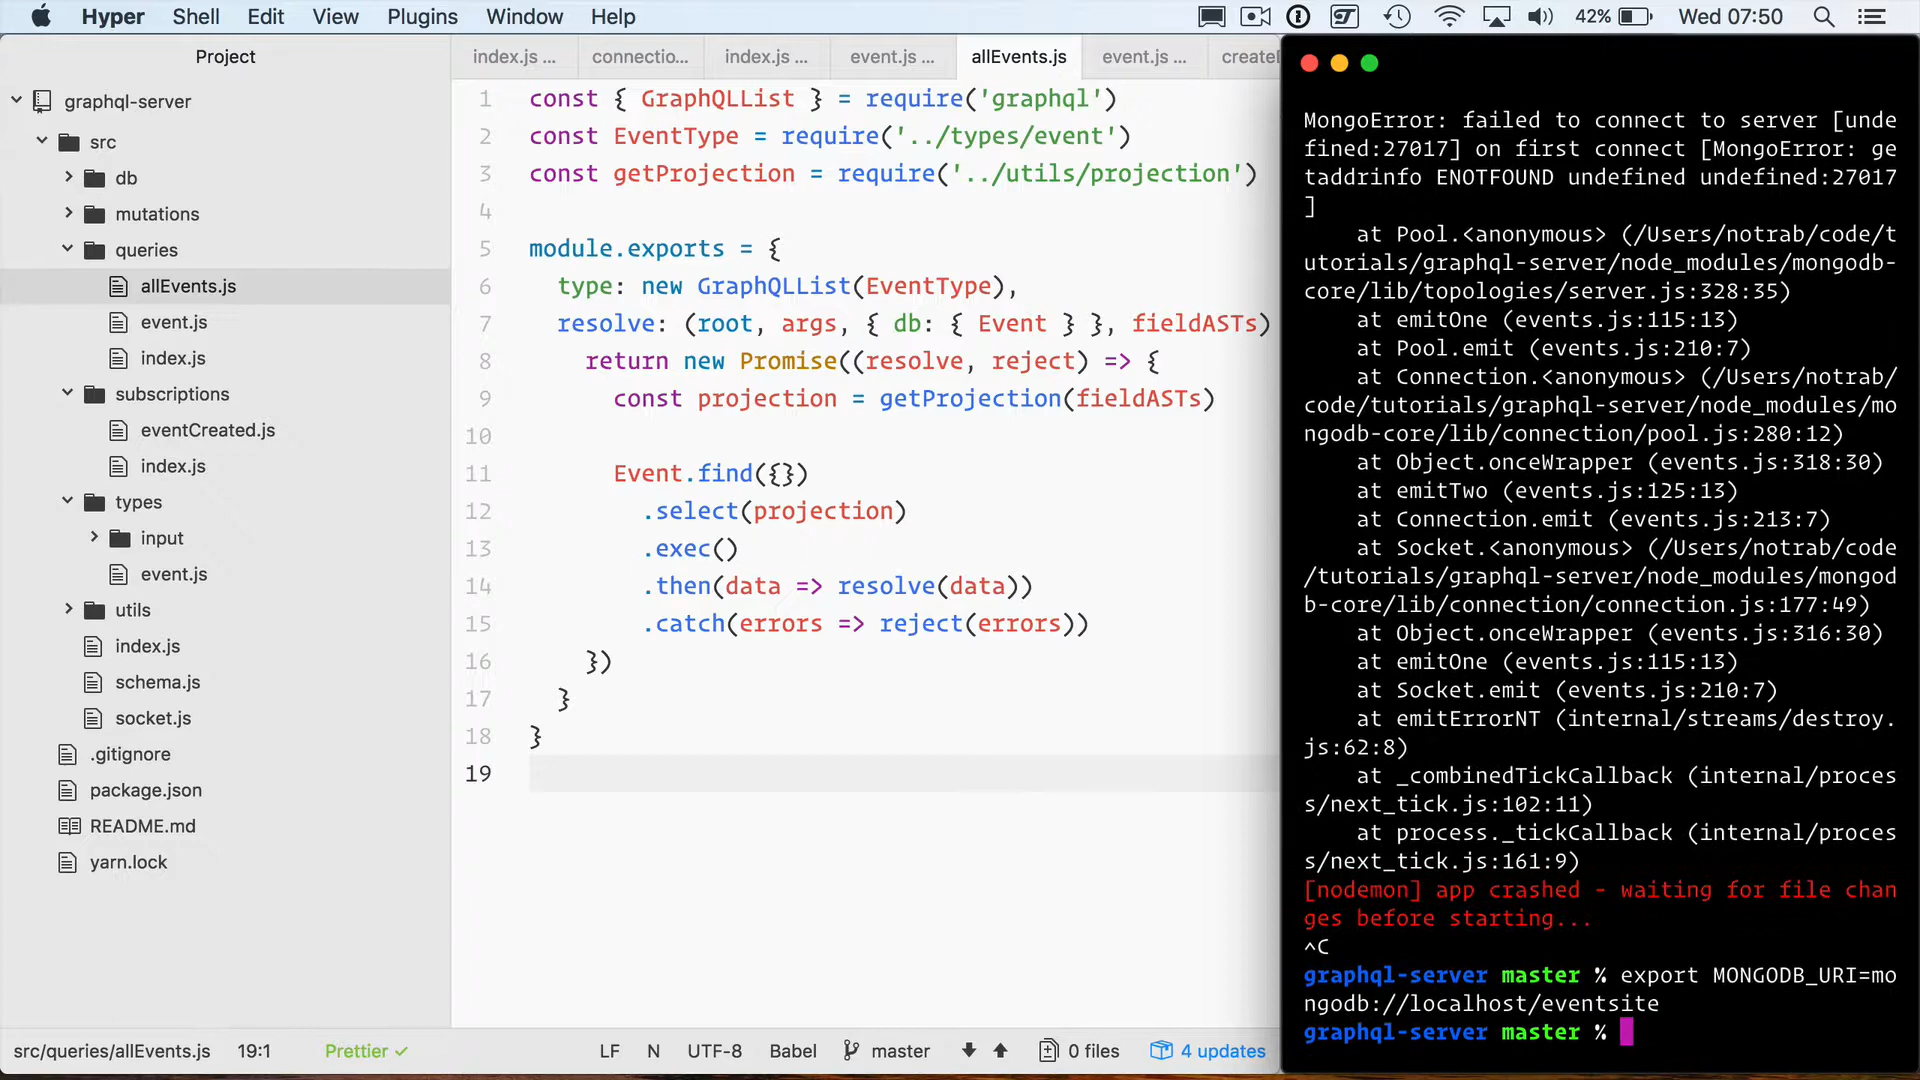 Hyper Shell Edit View Plugins Window Help 42% Wed 07:50
Project
graphql-server
src
db
mutations
queries
allEvents.js
event.js
index.js
subscriptions
eventCreated.js
index.js
types
input
event.js
utils
index.js
schema.js
socket.js
.gitignore
package.json
README.md
yarn.lock
index.js ... connectio... index.js ... event.js ... allEvents.js event.js ... createE
1 const { GraphQLList } = require('graphql')
2 const EventType = require('../types/event')
3 const getProjection = require('../utils/projection')
4
5 module.exports = {
6 type: new GraphQLList(EventType),
7 resolve: (root, args, { db: { Event } }, fieldASTs)
8 return new Promise((resolve, reject) => {
9 const projection = getProjection(fieldASTs)
10
11 Event.find({})
12 .select(projection)
13 .exec()
14 .then(data => resolve(data))
15 .catch(errors => reject(errors))
16 })
17 }
18 }
19
src/queries/allEvents.js 19:1 Prettier ✓ LF N UTF-8 Babel master 0 files 4 updates
MongoError: failed to connect to server [unde
fined:27017] on first connect [MongoError: ge
taddrinfo ENOTFOUND undefined undefined:27017
]
at Pool.<anonymous> (/Users/notrab/code/t
utorials/graphql-server/node_modules/mongodb-
core/lib/topologies/server.js:328:35)
at emitOne (events.js:115:13)
at Pool.emit (events.js:210:7)
at Connection.<anonymous> (/Users/notrab/
code/tutorials/graphql-server/node_modules/mo
ngodb-core/lib/connection/pool.js:280:12)
at Object.onceWrapper (events.js:318:30)
at emitTwo (events.js:125:13)
at Connection.emit (events.js:213:7)
at Socket.<anonymous> (/Users/notrab/code
/tutorials/graphql-server/node_modules/mongod
b-core/lib/connection/connection.js:177:49)
at Object.onceWrapper (events.js:316:30)
at emitOne (events.js:115:13)
at Socket.emit (events.js:210:7)
at emitErrorNT (internal/streams/destroy.
js:62:8)
at _combinedTickCallback (internal/proces
s/next_tick.js:102:11)
at process._tickCallback (internal/proces
s/next_tick.js:161:9)
[nodemon] app crashed - waiting for file chan
ges before starting...
^C
graphql-server master % export MONGODB_URI=mo
ngodb://localhost/eventsite
graphql-server master %